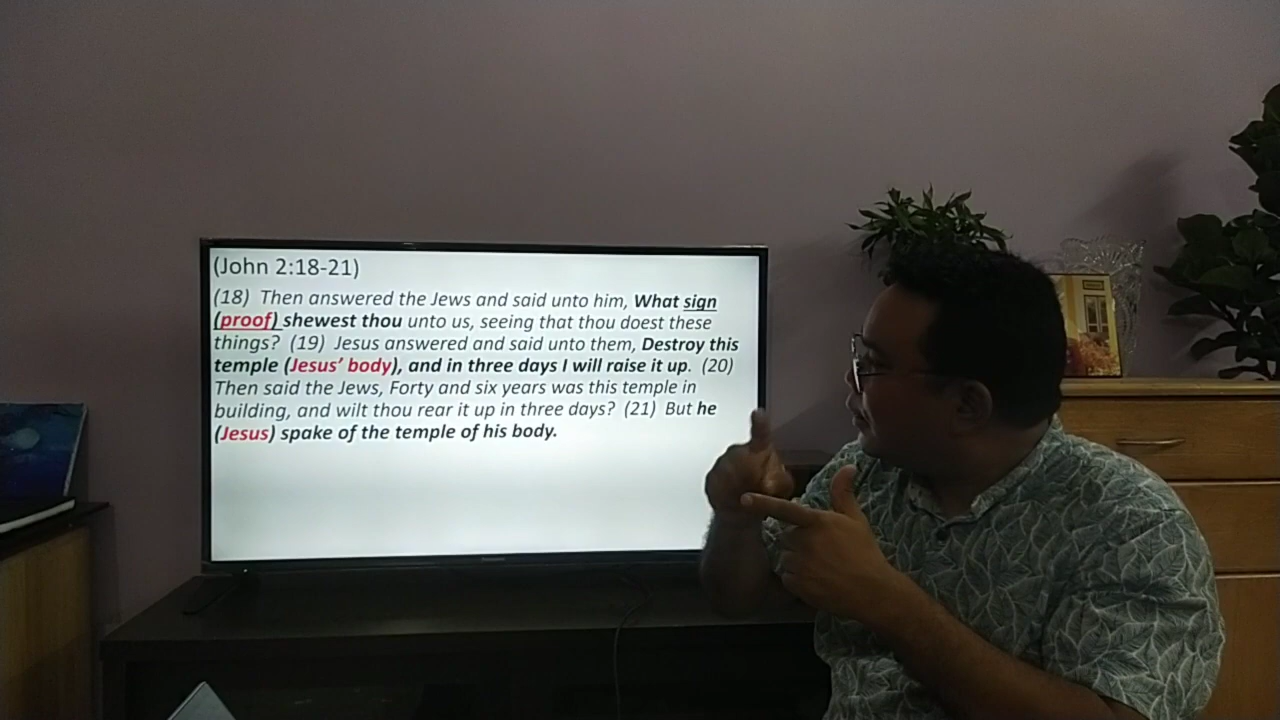 (John 2:18-21)
(18)  Then answered the Jews and said unto him, What sign
(proof) shewest thou unto us, seeing that thou doest these
things?  (19)  Jesus answered and said unto them, Destroy this
temple (Jesus’ body), and in three days I will raise it up.  (20)
Then said the Jews, Forty and six years was this temple in
building, and wilt thou rear it up in three days?  (21)  But he
(Jesus) spake of the temple of his body.